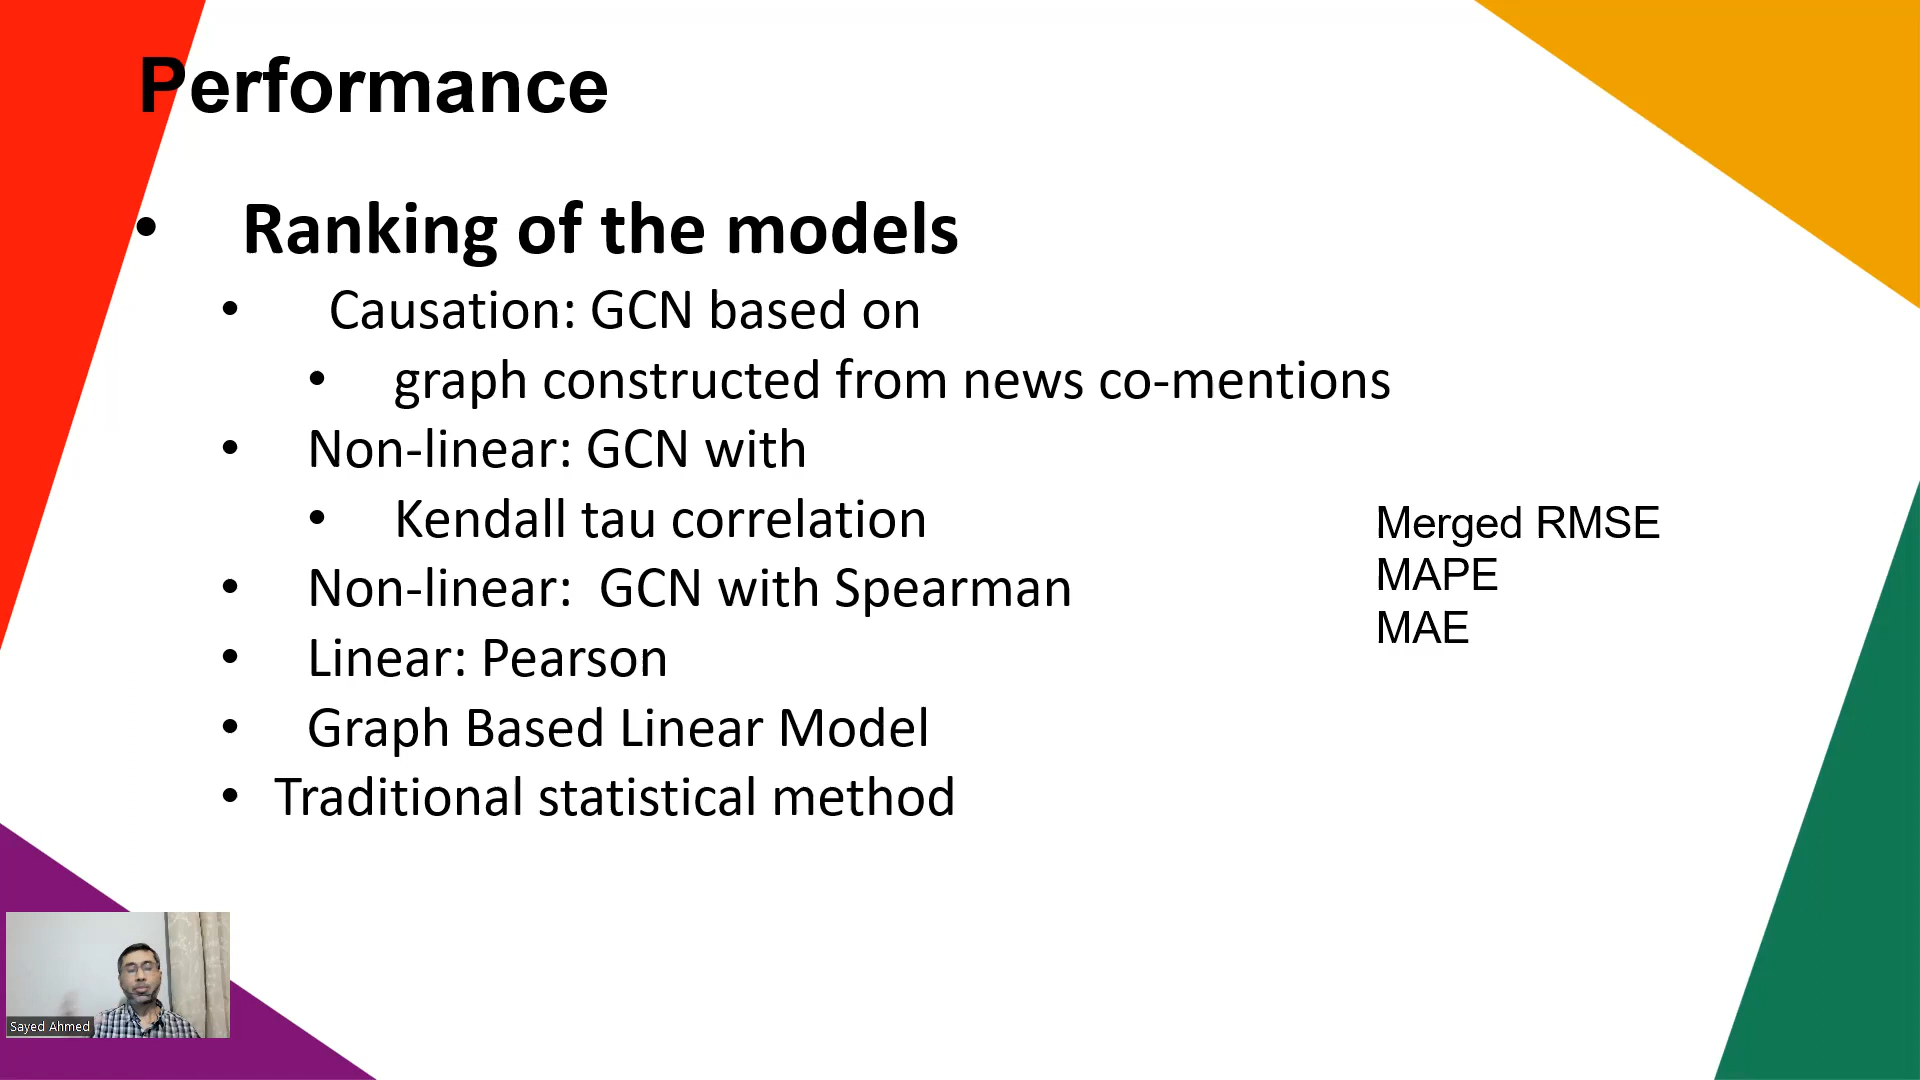 Performance
• Ranking of the models
• Causation: GCN based on
• graph constructed from news co-mentions
• Non-linear: GCN with
• Kendall tau correlation
• Non-linear: GCN with Spearman
• Linear: Pearson
• Graph Based Linear Model
• Traditional statistical method
Merged RMSE
MAPE
MAE
Sayed Ahmed